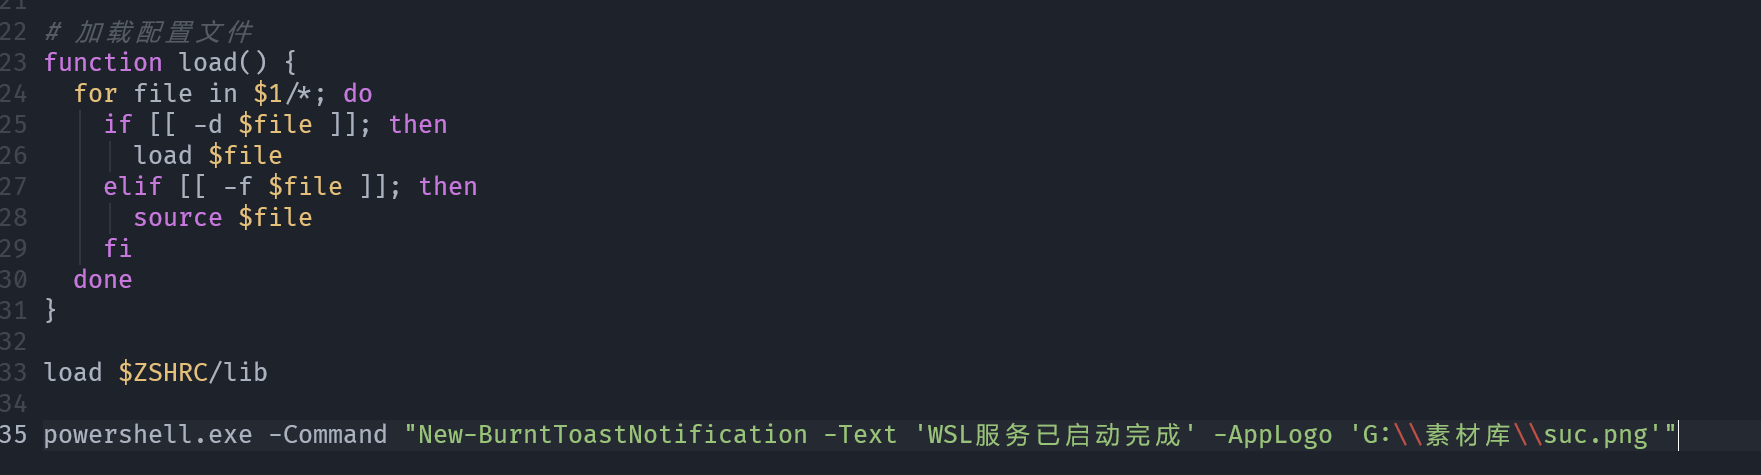 21
22 # 加载配置文件
23 function load() {
24   for file in $1/*; do
25     if [[ -d $file ]]; then
26       load $file
27     elif [[ -f $file ]]; then
28       source $file
29     fi
30   done
31 }
32
33 load $ZSHRC/lib
34
35 powershell.exe -Command "New-BurntToastNotification -Text 'WSL服务已启动完成' -AppLogo 'G:\\素材库\\suc.png'"